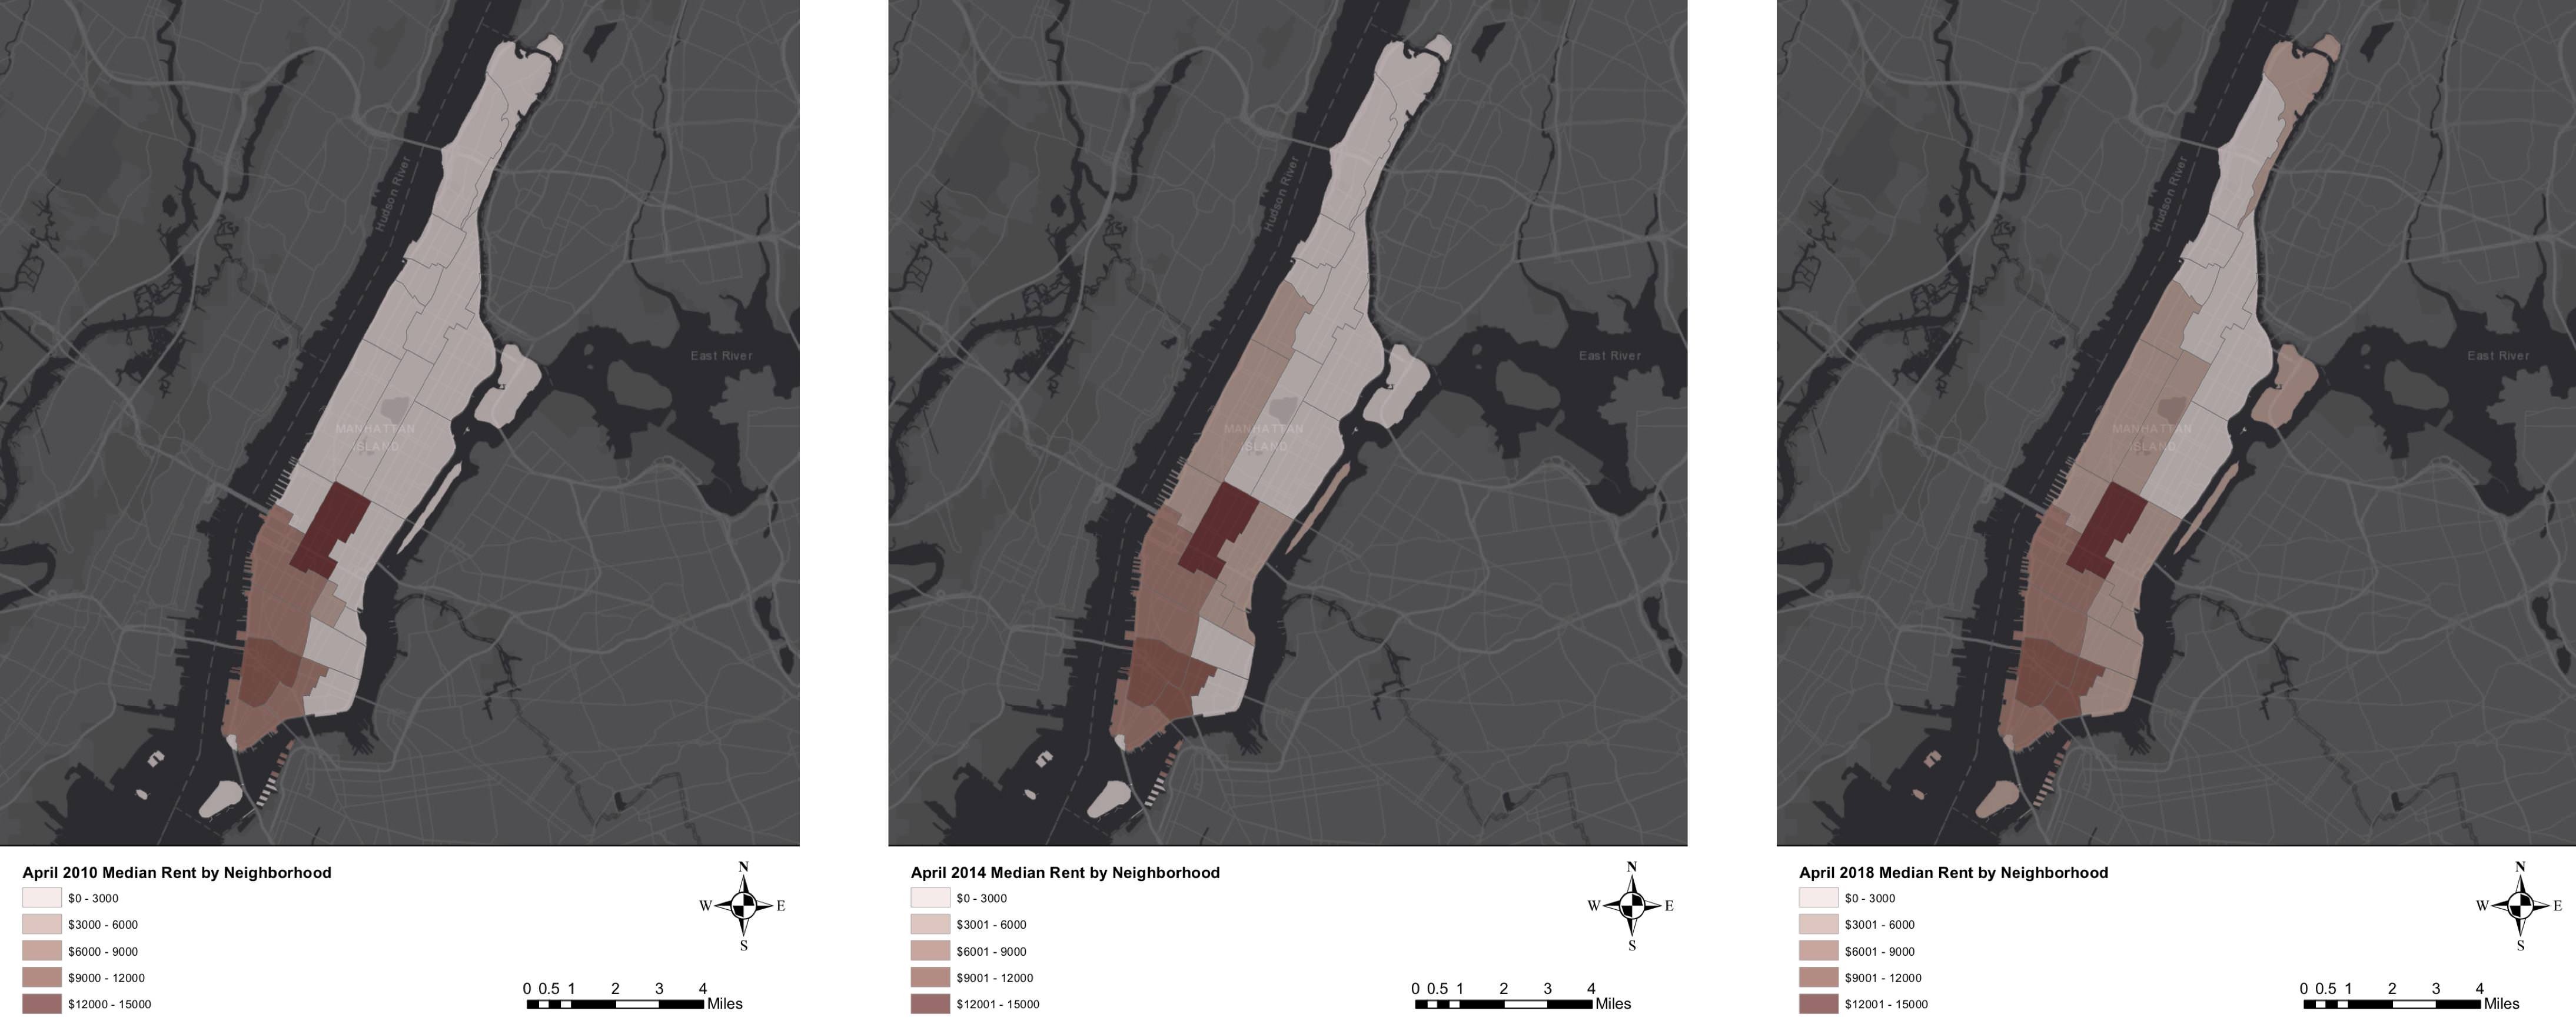 Hudson River
East River
MANHATTAN
ISLAND
April 2010 Median Rent by Neighborhood
$0 - 3000
$3000 - 6000
$6000 - 9000
$9000 - 12000
$12000 - 15000
N
W E
S
0 0.5 1 2 3 4
Miles
Hudson River
East River
MANHATTAN
ISLAND
April 2014 Median Rent by Neighborhood
$0 - 3000
$3001 - 6000
$6001 - 9000
$9001 - 12000
$12001 - 15000
N
W E
S
0 0.5 1 2 3 4
Miles
Hudson River
East River
MANHATTAN
ISLAND
April 2018 Median Rent by Neighborhood
$0 - 3000
$3001 - 6000
$6001 - 9000
$9001 - 12000
$12001 - 15000
N
W E
S
0 0.5 1 2 3 4
Miles